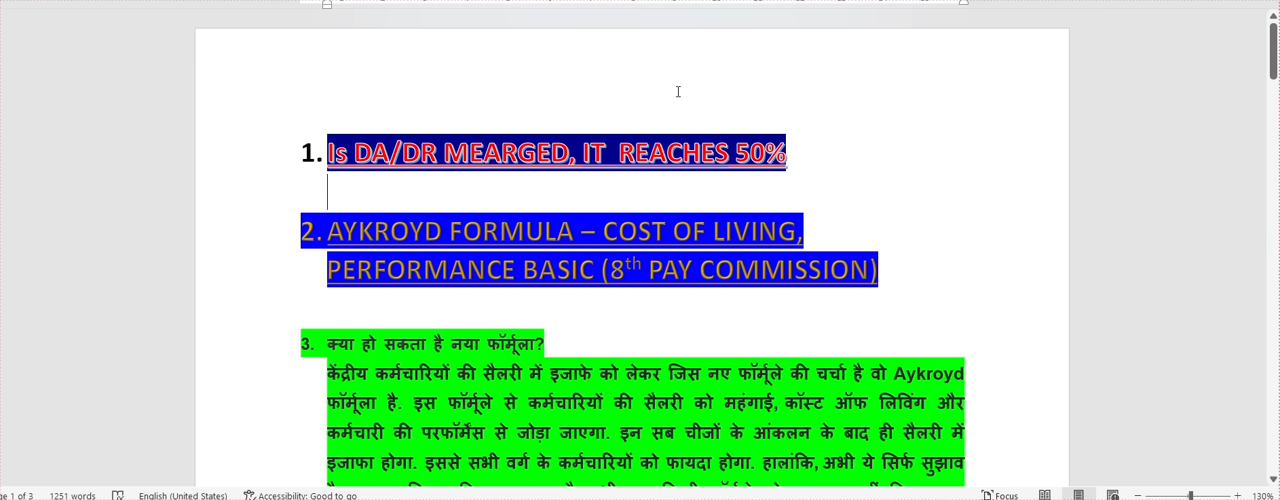 1. Is DA/DR MEARGED, IT  REACHES 50%
2. AYKROYD FORMULA – COST OF LIVING,
PERFORMANCE BASIC (8th PAY COMMISSION)
3. क्या हो सकता है नया फॉर्मूला?
केंद्रीय कर्मचारियों की सैलरी में इजाफे को लेकर जिस नए फॉर्मूले की चर्चा है वो Aykroyd
फॉर्मूला है. इस फॉर्मूले से कर्मचारियों की सैलरी को महंगाई, कॉस्ट ऑफ लिविंग और
कर्मचारी की परफॉर्मेंस से जोड़ा जाएगा. इन सब चीजों के आंकलन के बाद ही सैलरी में
इजाफा होगा. इससे सभी वर्ग के कर्मचारियों को फायदा होगा. हालांकि, अभी ये सिर्फ सुझाव
ge 1 of 3 1251 words English (United States) Accessibility: Good to go Focus 130%